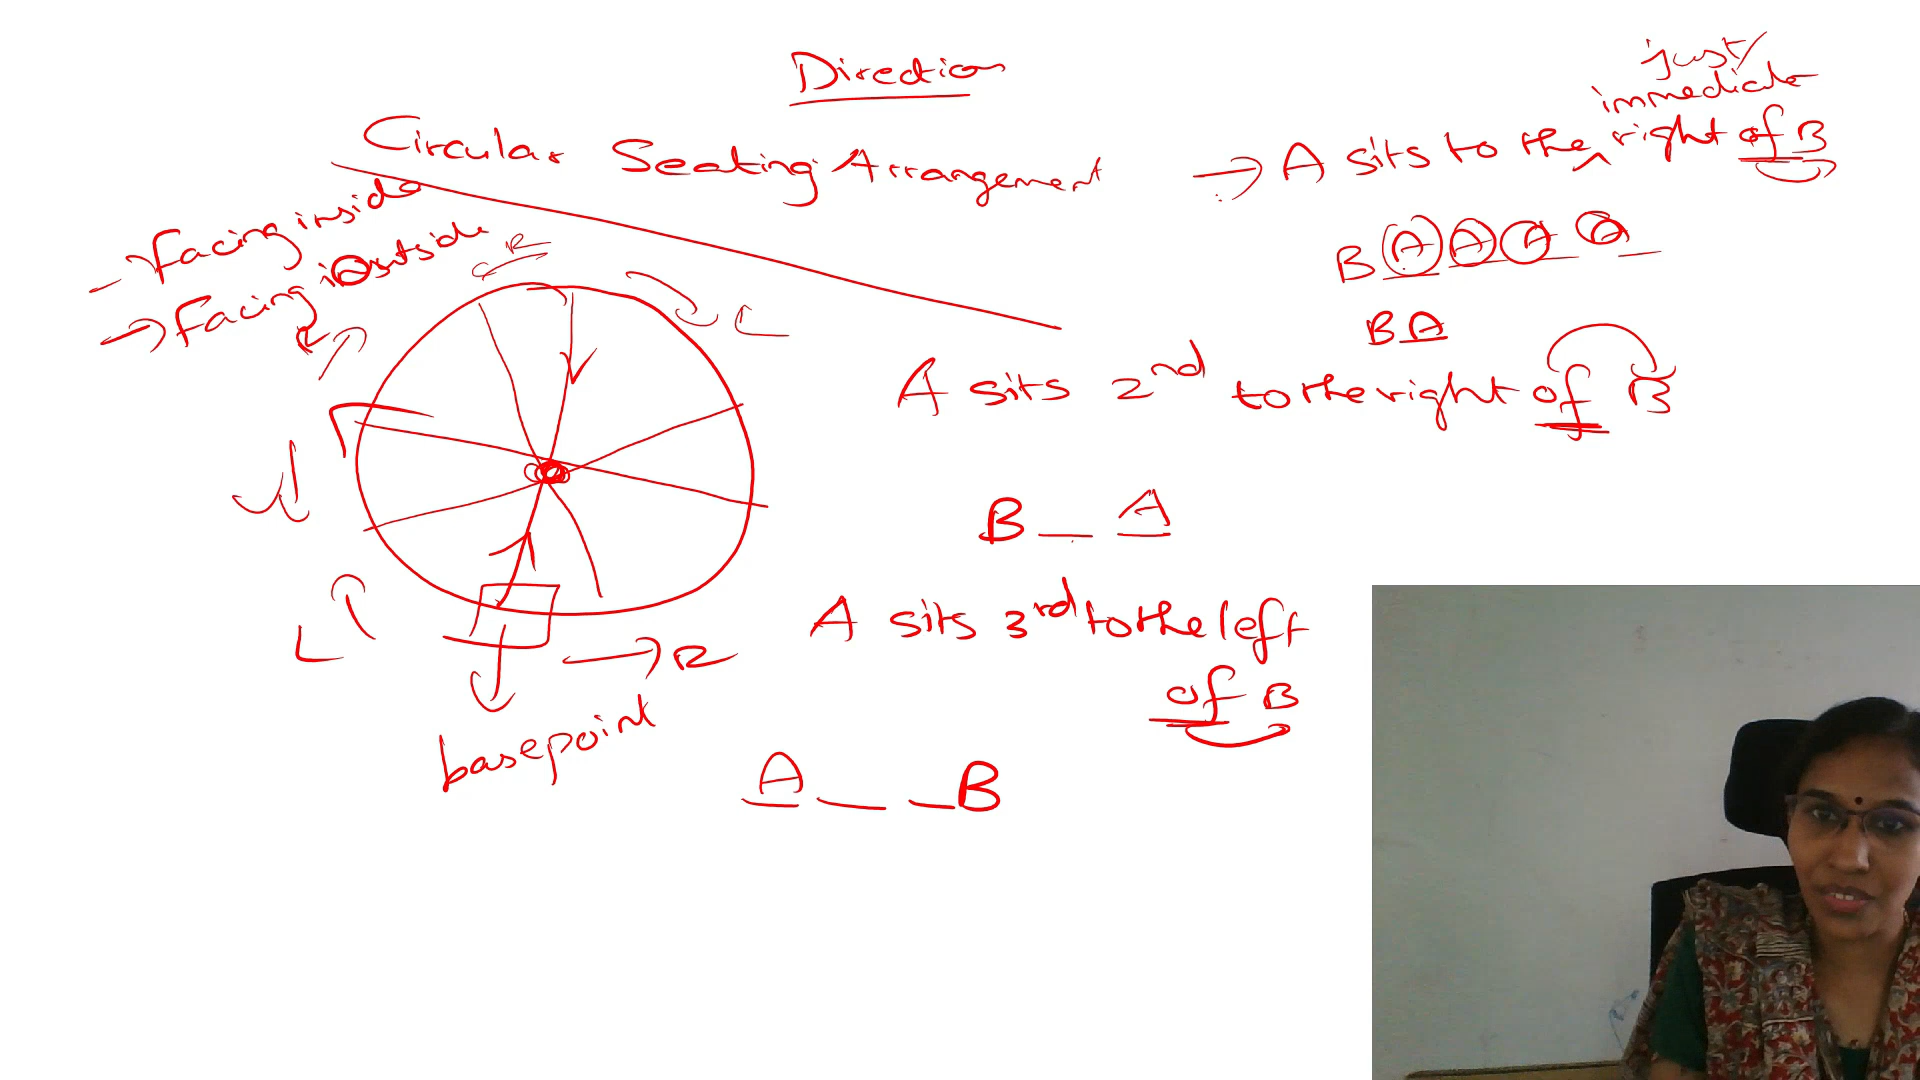 Direction
Circular Seating Arrangement
- Facing inside
→ Facing iOutside
R
L
R
L
→ R
basepoint
just/
immediate
→ A sits to the right of B
B A A A A
B A
A sits 2nd to the right of B
B _ A
A sits 3rd to the left
of B
A _ _ B